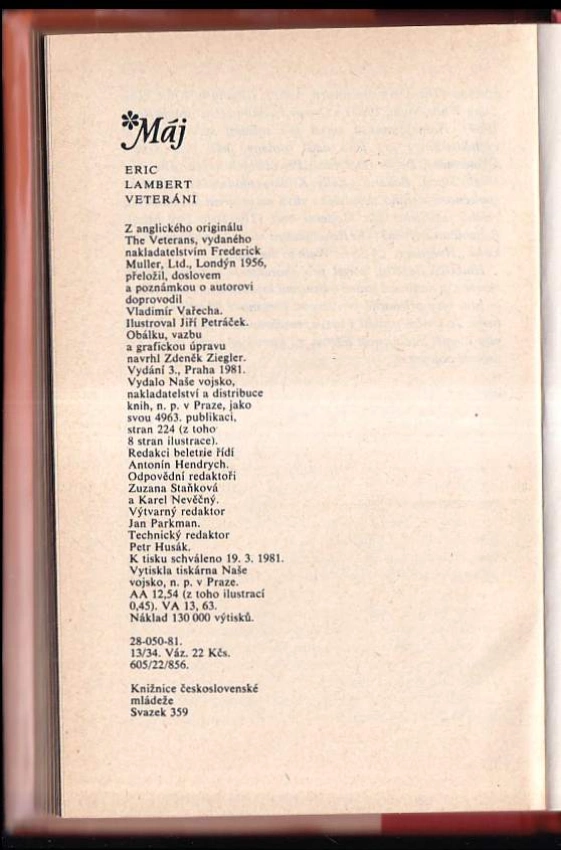 *Máj
ERIC
LAMBERT
VETERÁNI
Z anglického originálu
The Veterans, vydaného
nakladatelstvím Frederick
Muller, Ltd., Londýn 1956,
přeložil, doslovem
a poznámkou o autorovi
doprovodil
Vladimír Vařecha.
Ilustroval Jiří Petráček.
Obálku, vazbu
a grafickou úpravu
navrhl Zdeněk Ziegler.
Vydání 3., Praha 1981.
Vydalo Naše vojsko,
nakladatelství a distribuce
knih, n. p. v Praze, jako
svou 4963. publikaci,
stran 224 (z toho
8 stran ilustrace).
Redakci beletrie řídí
Antonín Hendrych.
Odpovědní redaktoři
Zuzana Staňková
a Karel Nevěčný.
Výtvarný redaktor
Jan Parkman.
Technický redaktor
Petr Husák.
K tisku schváleno 19. 3. 1981.
Vytiskla tiskárna Naše
vojsko, n. p. v Praze.
AA 12,54 (z toho ilustrací
0,45). VA 13, 63.
Náklad 130 000 výtisků.
28-050-81.
13/34. Váz. 22 Kčs.
605/22/856.
Knižnice československé
mládeže
Svazek 359